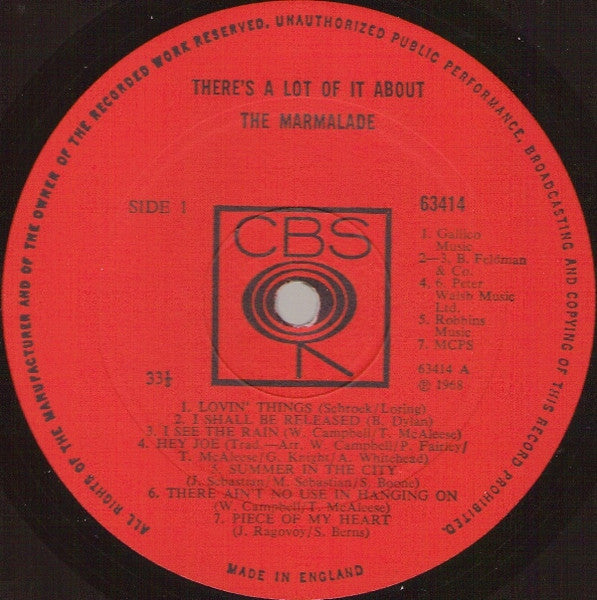 ALL RIGHTS OF THE MANUFACTURER AND OF THE OWNER OF THE RECORDED WORK RESERVED. UNAUTHORIZED PUBLIC PERFORMANCE, BROADCASTING AND COPYING OF THIS RECORD PROHIBITED.
THERE'S A LOT OF IT ABOUT
THE MARMALADE
SIDE 1
63414
CBS
1. Gallico
Music
2—3. B. Feldman
& Co.
4, 6. Peter
Walsh Music
Ltd.
5. Robbins
Music
7. MCPS
33⅓
63414 A
℗ 1968
1. LOVIN' THINGS (Schrock/Loring)
2. I SHALL BE RELEASED (B. Dylan)
3. I SEE THE RAIN (W. Campbell/T. McAleese)
4. HEY JOE (Trad.—Arr. W. Campbell/P. Fairley/
T. McAleese/G. Knight/A. Whitehead)
5. SUMMER IN THE CITY
(J. Sebastian/M. Sebastian/S. Boone)
6. THERE AIN'T NO USE IN HANGING ON
(W. Campbell/T. McAleese)
7. PIECE OF MY HEART
(J. Ragovoy/S. Berns)
MADE IN ENGLAND